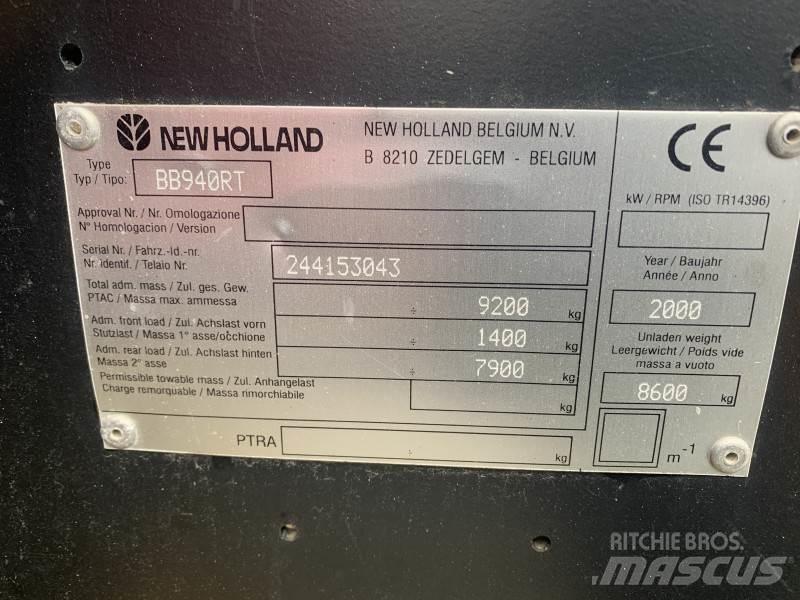 NEW HOLLAND
NEW HOLLAND BELGIUM N.V.
B 8210 ZEDELGEM - BELGIUM
CE
Type
Typ / Tipo:
BB940RT
kW / RPM (ISO TR14396)
Approval Nr. / Nr. Omologazione
N° Homologacion / Version
Serial Nr. / Fahrz.-Id.-nr.
Nr. identif. / Telaio Nr.
244153043
Year / Baujahr
Année / Anno
2000
Total adm. mass / Zul. ges. Gew.
PTAC / Massa max. ammessa
÷ 9200 kg
Adm. front load / Zul. Achslast vorn
Stutzlast / Massa 1° asse/occhione
÷ 1400 kg
Adm. rear load / Zul. Achslast hinten
Massa 2° asse
÷ 7900 kg
Unladen weight
Leergewicht / Poids vide
massa a vuoto
8600 kg
Permissible towable mass / Zul. Anhangelast
Charge remorquable / Massa rimorchiabile
kg
PTRA
÷ kg
m-1
RITCHIE BROS.
MASCUS